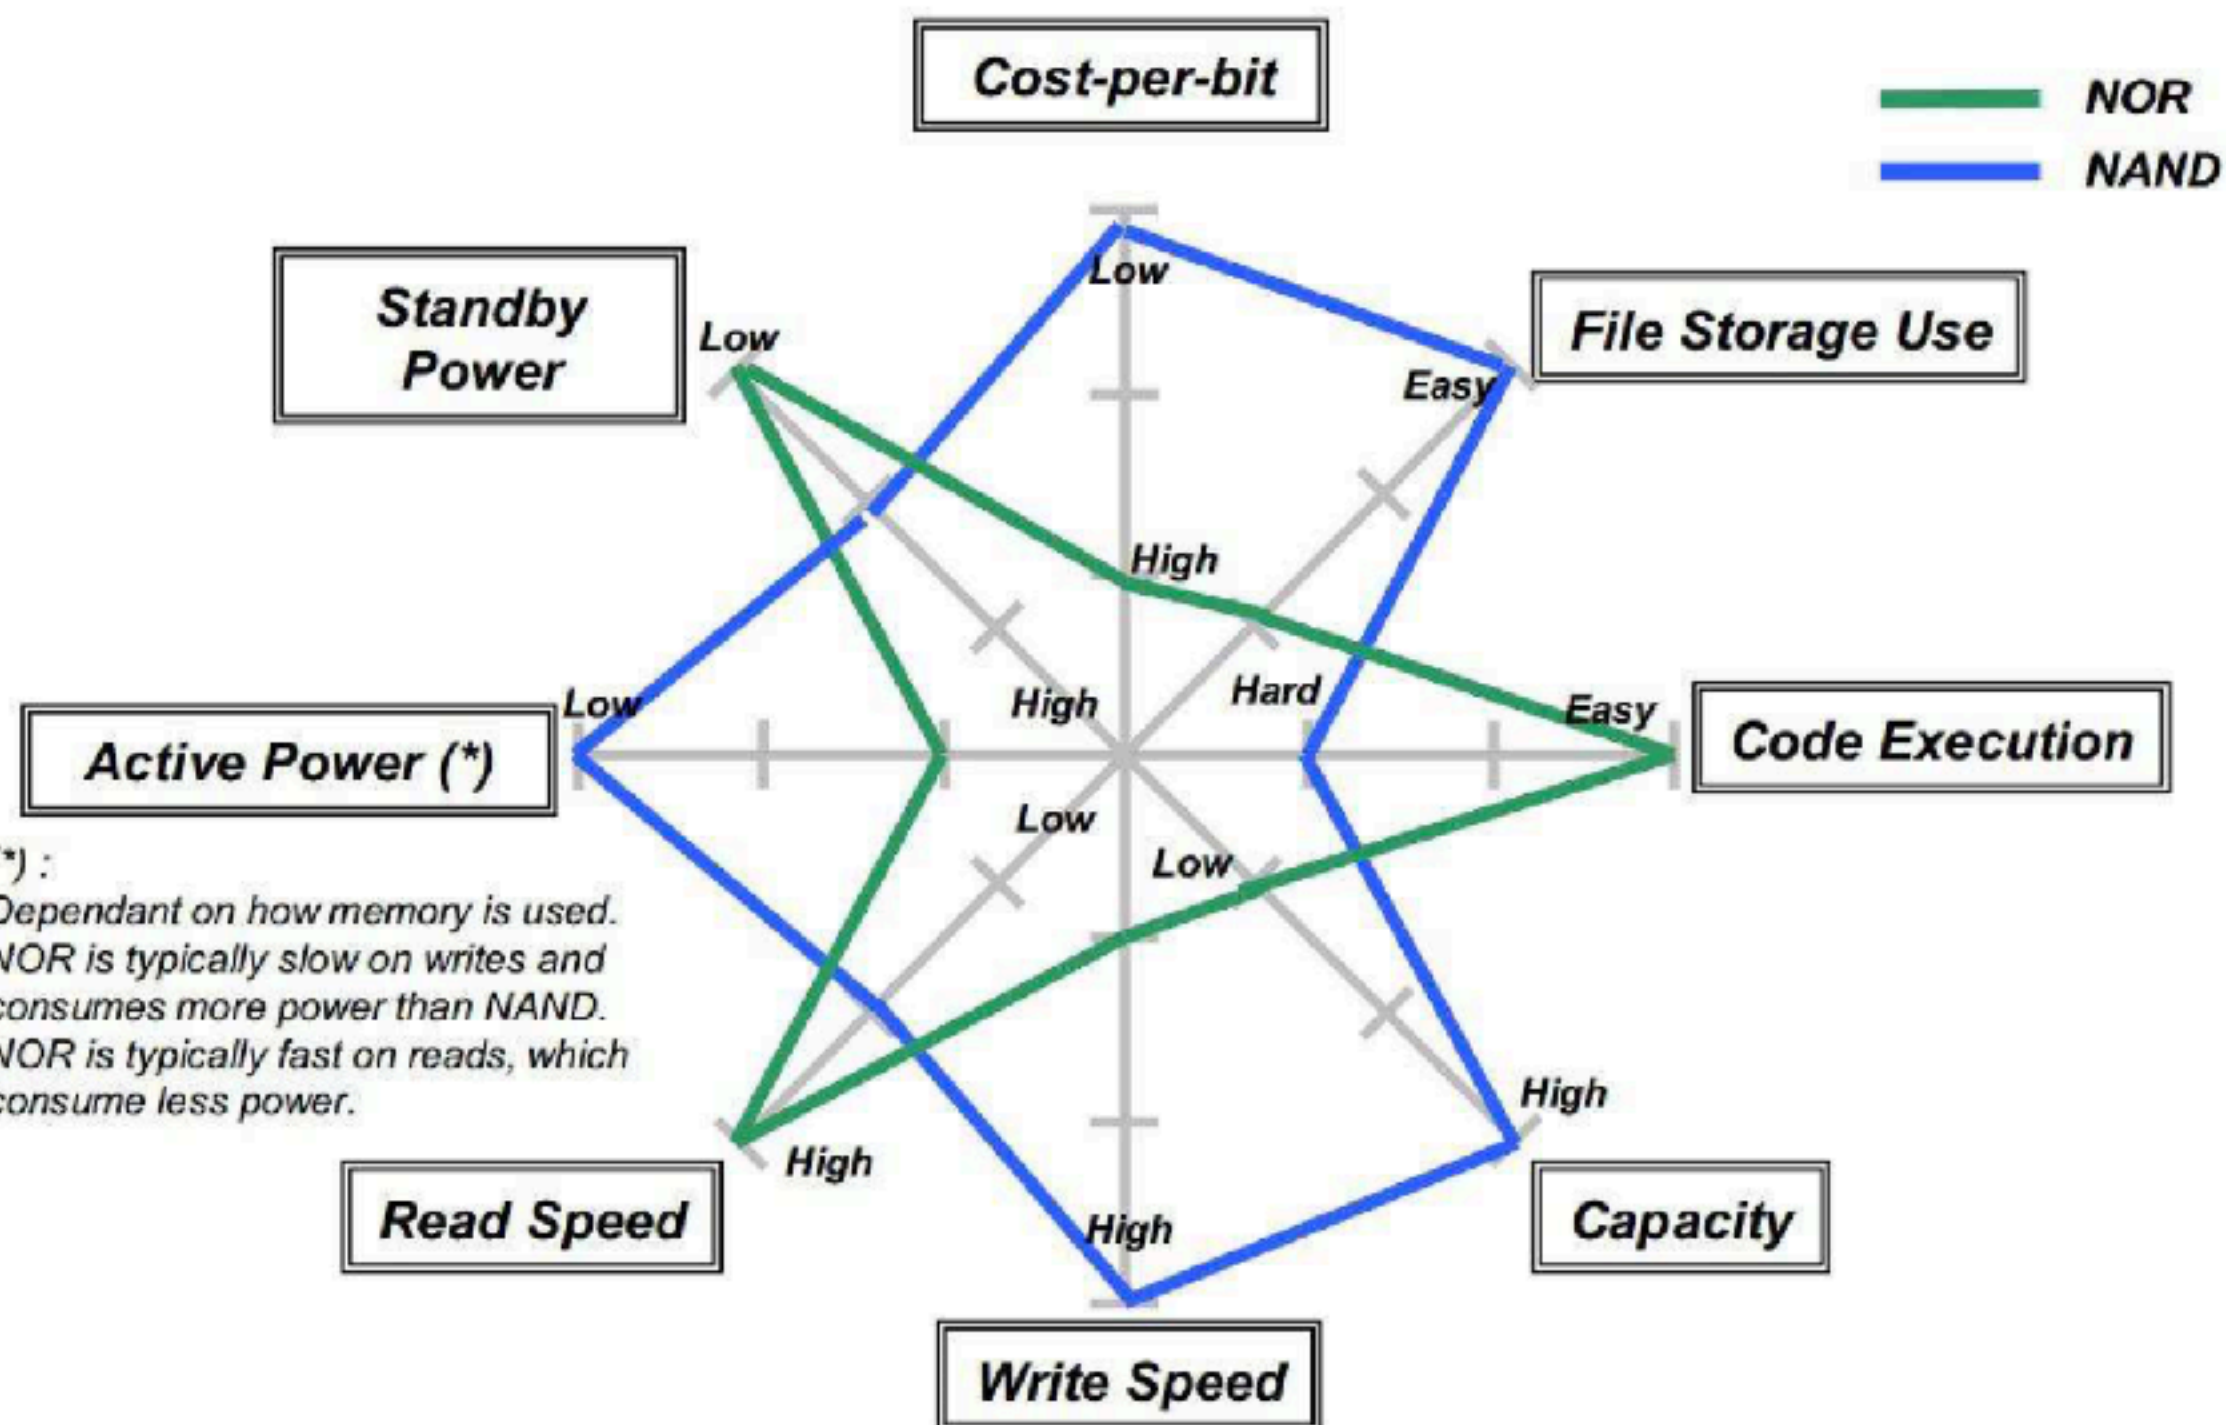 Cost-per-bit
NOR
NAND
Low
Standby
Power
Low
File Storage Use
Easy
High
High
Hard
Easy
Code Execution
Low
Active Power (*)
Low
Low
*) :
Dependant on how memory is used.
NOR is typically slow on writes and
consumes more power than NAND.
NOR is typically fast on reads, which
consume less power.
High
High
Read Speed
High
Capacity
Write Speed